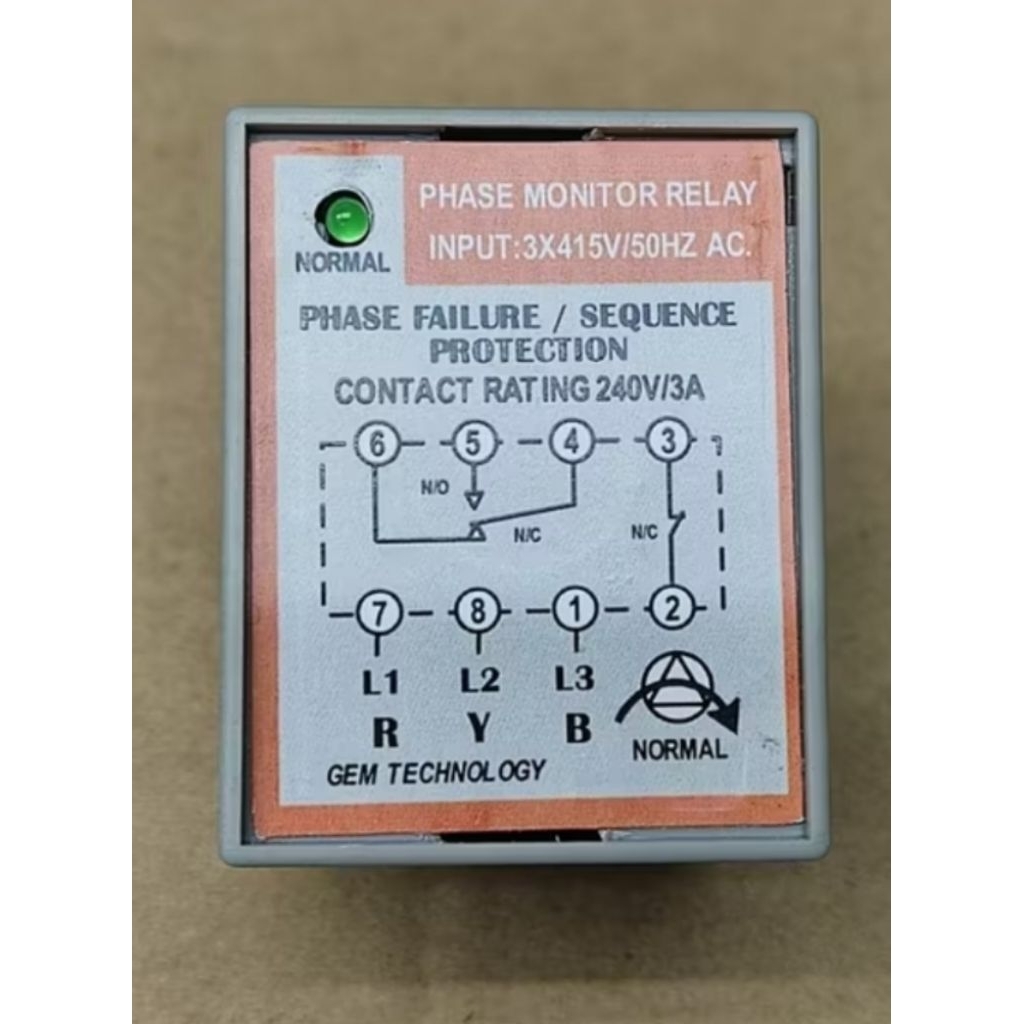 PHASE MONITOR RELAY
INPUT:3X415V/50HZ AC.
NORMAL
PHASE FAILURE / SEQUENCE
PROTECTION
CONTACT RATING 240V/3A
6 5 4 3
N/O
N/C N/C
7 8 1 2
L1 L2 L3
R Y B
NORMAL
GEM TECHNOLOGY